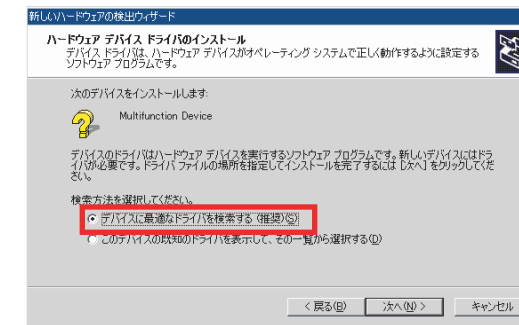 新しいハードウェアの検出ウィザード
ハードウェア デバイス ドライバのインストール
デバイス ドライバは、ハードウェア デバイスがオペレーティング システムで正しく動作するように設定する
ソフトウェア プログラムです。
次のデバイスをインストールします:
Multifunction Device
デバイスのドライバはハードウェア デバイスを実行するソフトウェア プログラムです。新しいデバイスにはドラ
イバが必要です。ドライバ ファイルの場所を指定してインストールを完了するには [次へ] をクリックしてくだ
さい。
検索方法を選択してください。
デバイスに最適なドライバを検索する (推奨)(S)
このデバイスの既知のドライバを表示して、その一覧から選択する(D)
< 戻る(B)
次へ(N) >
キャンセル